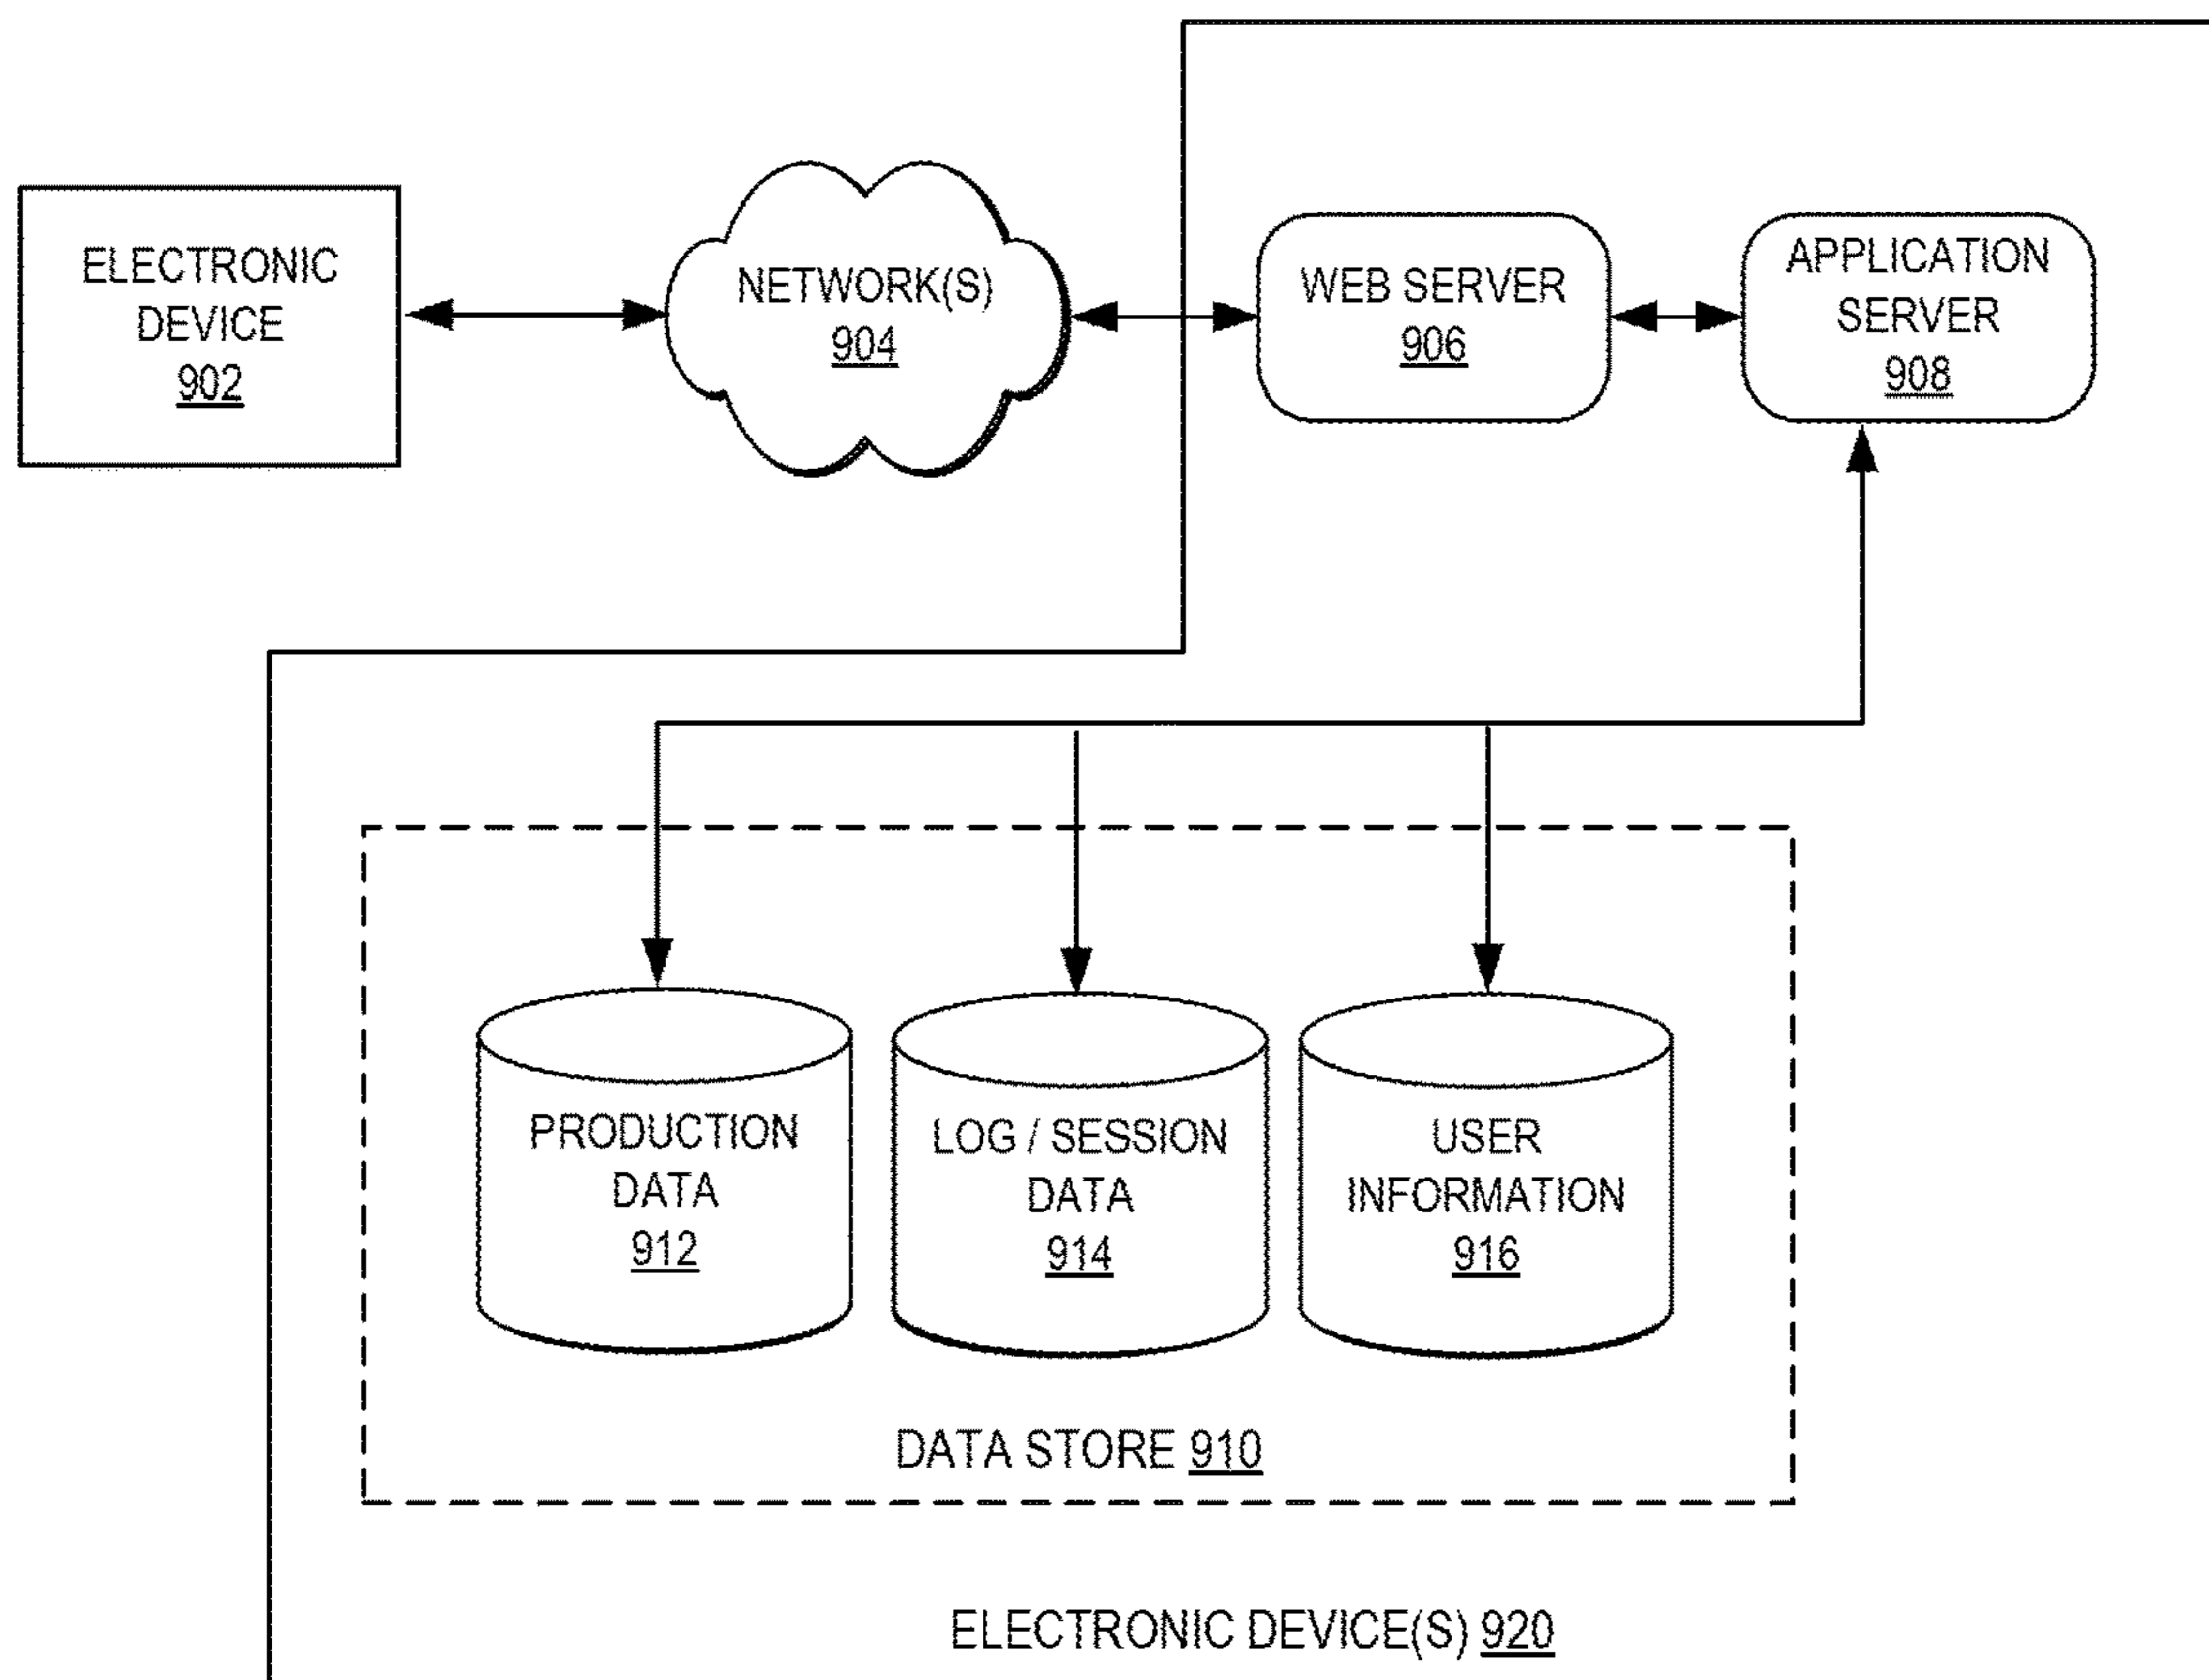 ELECTRONIC
DEVICE
902
NETWORK(S)
904
WEB SERVER
906
APPLICATION
SERVER
908
PRODUCTION
DATA
912
LOG / SESSION
DATA
914
USER
INFORMATION
916
DATA STORE 910
ELECTRONIC DEVICE(S) 920